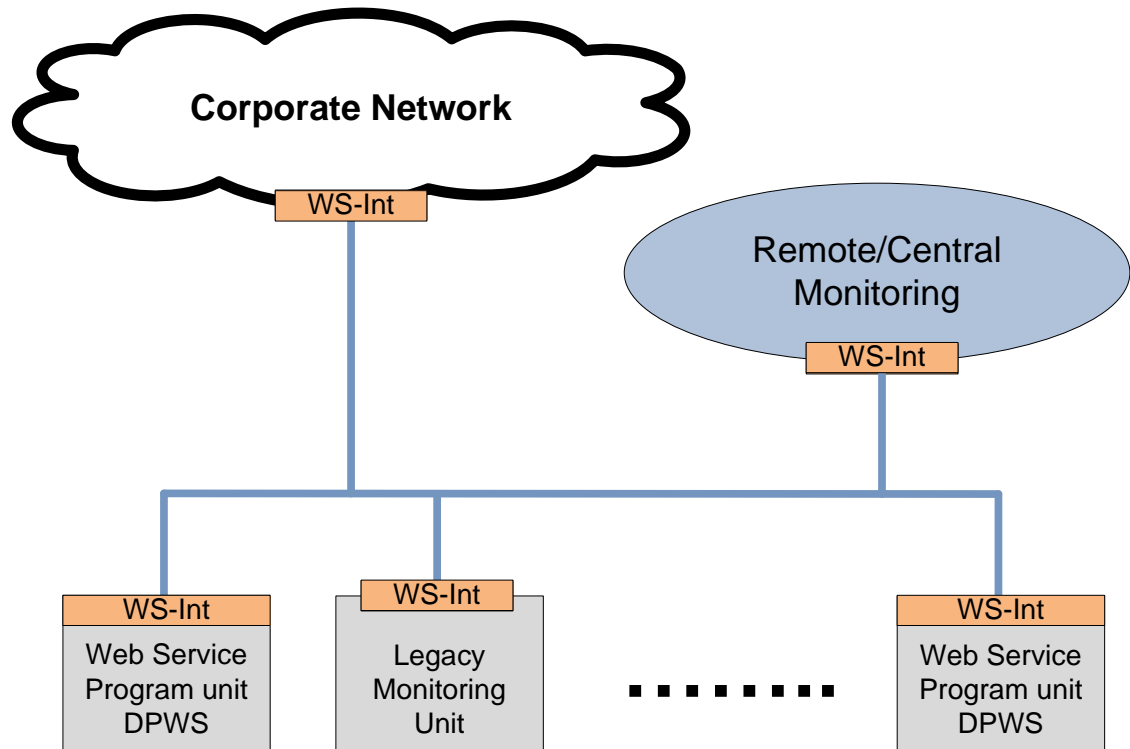 Corporate Network
WS-Int
Remote/Central
Monitoring
WS-Int
WS-Int
Web Service
Program unit
DPWS
WS-Int
Legacy
Monitoring
Unit
WS-Int
Web Service
Program unit
DPWS